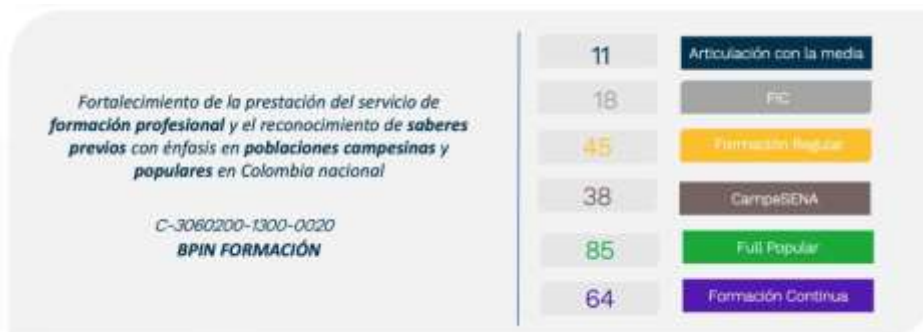 Fortalecimiento de la prestación del servicio de
formación profesional y el reconocimiento de saberes
previos con énfasis en poblaciones campesinas y
populares en Colombia nacional
C-3060200-1300-0020
BPIN FORMACIÓN
11 Articulación con la media
18 FIC
45 Formación Regular
38 CampeSENA
85 Full Popular
64 Formación Continua